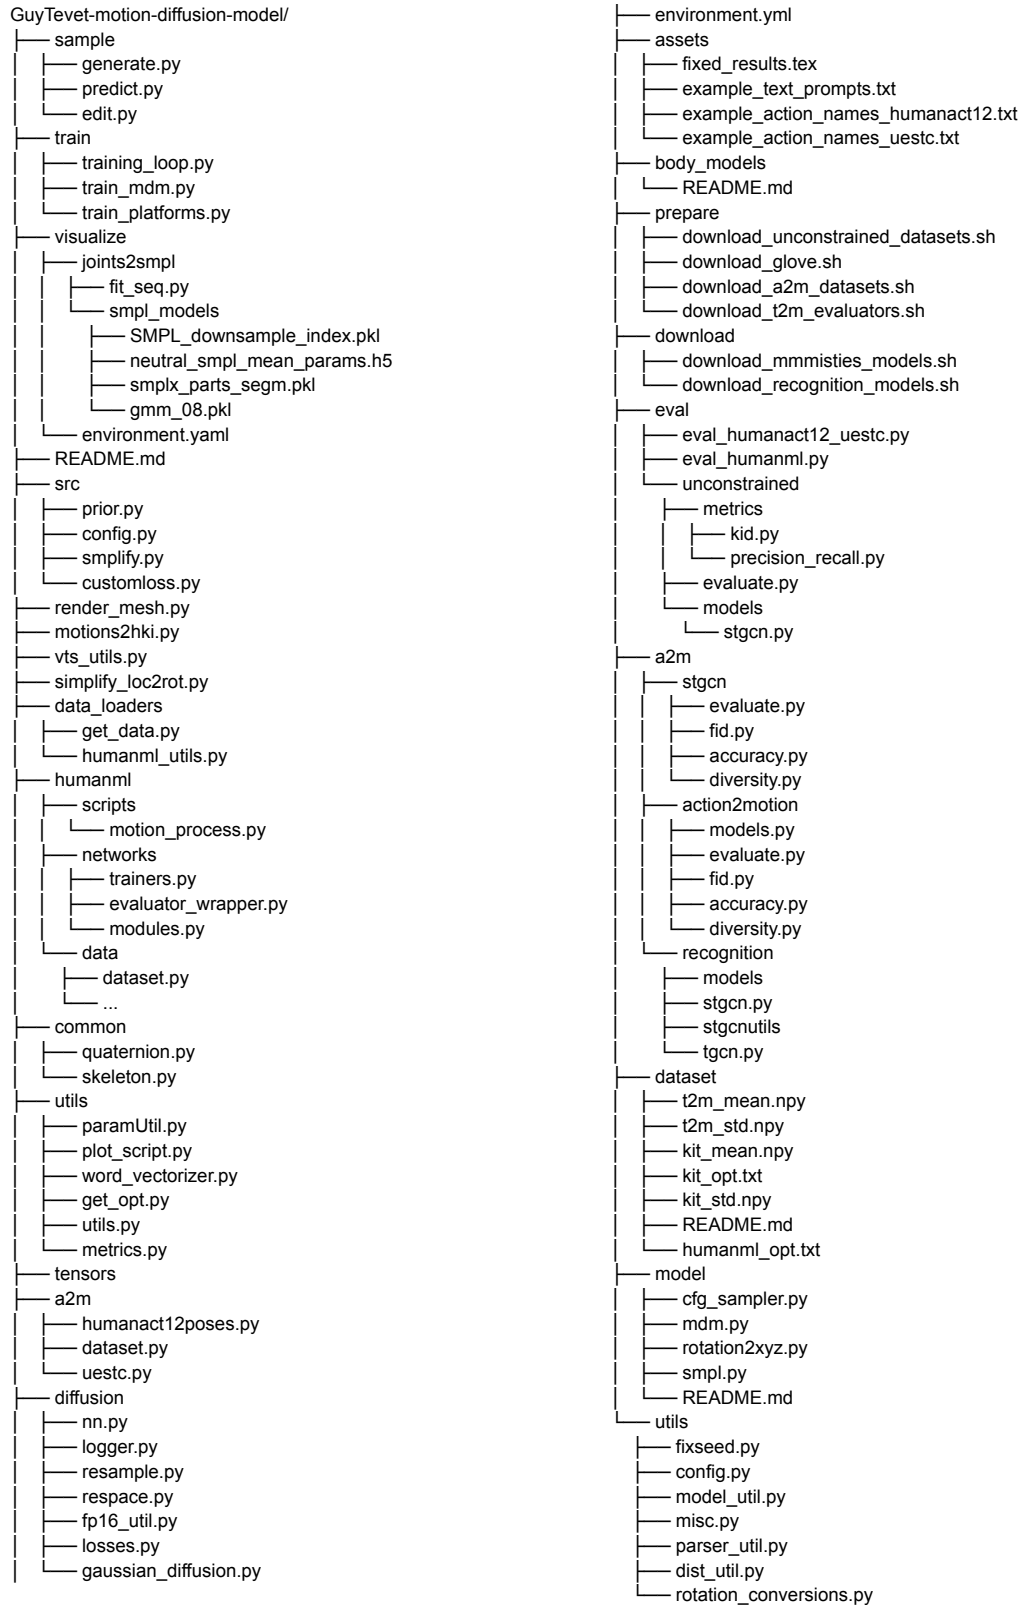 GuyTevet-motion-diffusion-model/
├── sample
│   ├── generate.py
│   ├── predict.py
│   └── edit.py
├── train
│   ├── training_loop.py
│   ├── train_mdm.py
│   └── train_platforms.py
├── visualize
│   ├── joints2smpl
│   │   ├── fit_seq.py
│   │   └── smpl_models
│   │       ├── SMPL_downsample_index.pkl
│   │       ├── neutral_smpl_mean_params.h5
│   │       ├── smplx_parts_segm.pkl
│   │       └── gmm_08.pkl
│   └── environment.yaml
├── README.md
├── src
│   ├── prior.py
│   ├── config.py
│   ├── smplify.py
│   └── customloss.py
├── render_mesh.py
├── motions2hki.py
├── vts_utils.py
├── simplify_loc2rot.py
├── data_loaders
│   ├── get_data.py
│   └── humanml_utils.py
├── humanml
│   ├── scripts
│   │   └── motion_process.py
│   ├── networks
│   │   ├── trainers.py
│   │   ├── evaluator_wrapper.py
│   │   └── modules.py
│   └── data
│       ├── dataset.py
│       └── ...
├── common
│   ├── quaternion.py
│   └── skeleton.py
├── utils
│   ├── paramUtil.py
│   ├── plot_script.py
│   ├── word_vectorizer.py
│   ├── get_opt.py
│   ├── utils.py
│   └── metrics.py
├── tensors
├── a2m
│   ├── humanact12poses.py
│   ├── dataset.py
│   └── uestc.py
├── diffusion
│   ├── nn.py
│   ├── logger.py
│   ├── resample.py
│   ├── respace.py
│   ├── fp16_util.py
│   ├── losses.py
│   └── gaussian_diffusion.py
├── environment.yml
├── assets
│   ├── fixed_results.tex
│   ├── example_text_prompts.txt
│   ├── example_action_names_humanact12.txt
│   └── example_action_names_uestc.txt
├── body_models
│   └── README.md
├── prepare
│   ├── download_unconstrained_datasets.sh
│   ├── download_glove.sh
│   ├── download_a2m_datasets.sh
│   └── download_t2m_evaluators.sh
├── download
│   ├── download_mmmisties_models.sh
│   └── download_recognition_models.sh
├── eval
│   ├── eval_humanact12_uestc.py
│   ├── eval_humanml.py
│   └── unconstrained
│       ├── metrics
│       │   ├── kid.py
│       │   └── precision_recall.py
│       ├── evaluate.py
│       └── models
│           └── stgcn.py
├── a2m
│   ├── stgcn
│   │   ├── evaluate.py
│   │   ├── fid.py
│   │   ├── accuracy.py
│   │   └── diversity.py
│   ├── action2motion
│   │   ├── models.py
│   │   ├── evaluate.py
│   │   ├── fid.py
│   │   ├── accuracy.py
│   │   └── diversity.py
│   └── recognition
│       ├── models
│       ├── stgcn.py
│       ├── stgcnutils
│       └── tgcn.py
├── dataset
│   ├── t2m_mean.npy
│   ├── t2m_std.npy
│   ├── kit_mean.npy
│   ├── kit_opt.txt
│   ├── kit_std.npy
│   ├── README.md
│   └── humanml_opt.txt
├── model
│   ├── cfg_sampler.py
│   ├── mdm.py
│   ├── rotation2xyz.py
│   ├── smpl.py
│   └── README.md
└── utils
    ├── fixseed.py
    ├── config.py
    ├── model_util.py
    ├── misc.py
    ├── parser_util.py
    ├── dist_util.py
    └── rotation_conversions.py